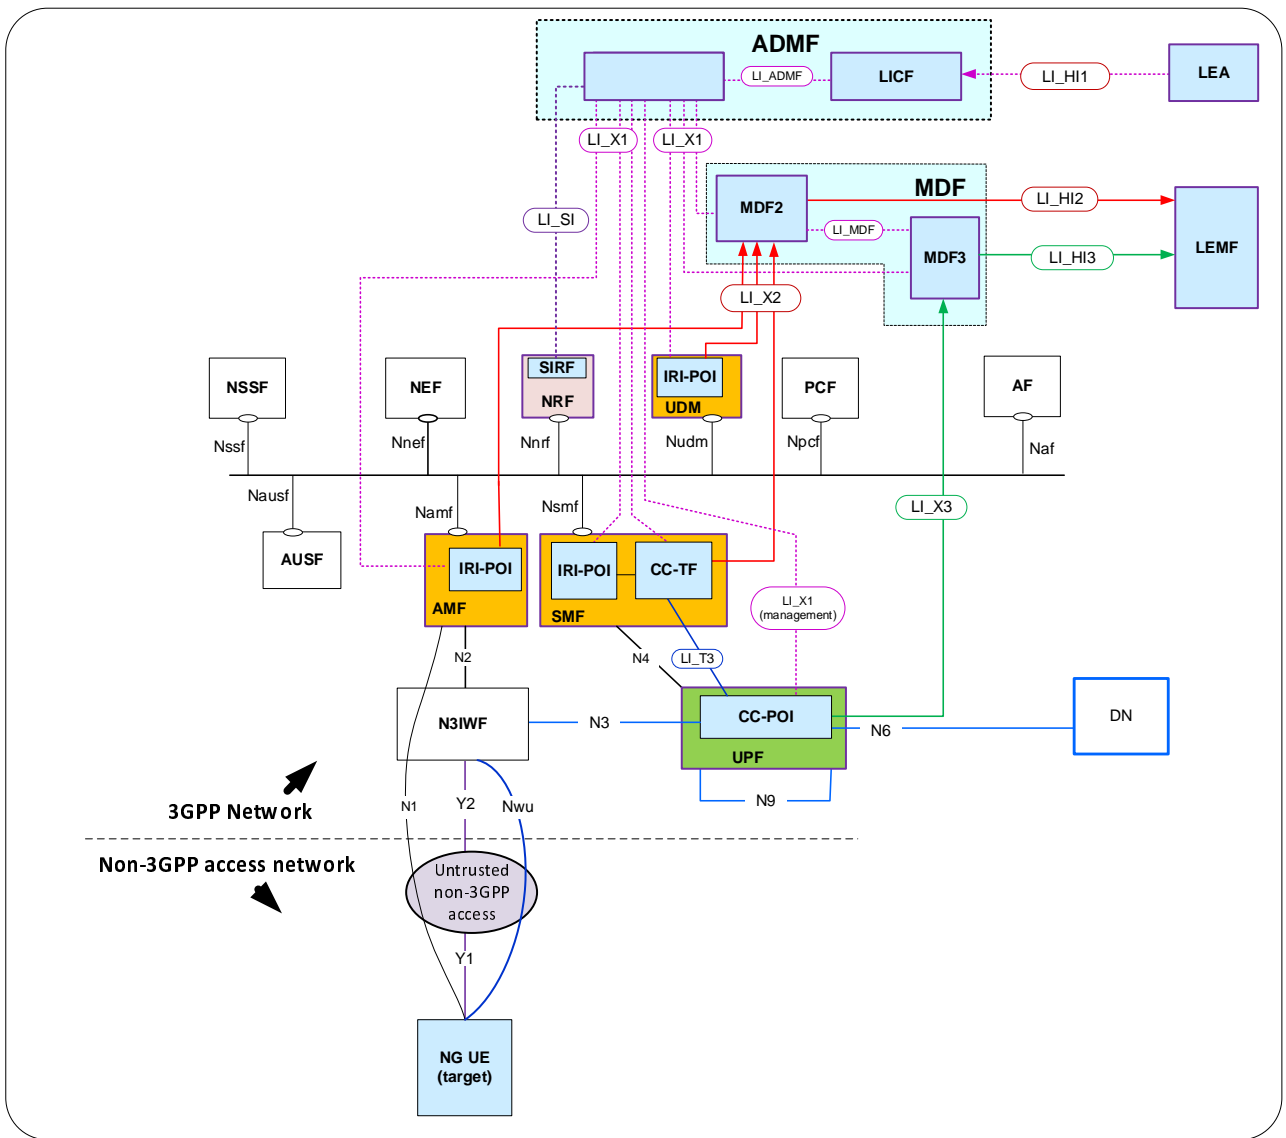 ADMF
LI_ADMF
LICF
LI_HI1
LEA
LI_X1
LI_X1
MDF
MDF2
LI_HI2
LI_SI
LI_MDF
LEMF
MDF3
LI_HI3
LI_X2
SIRF
IRI-POI
NSSF
NEF
NRF
UDM
PCF
AF
Nssf
Nnef
Nnrf
Nudm
Npcf
Naf
Nausf
Namf
Nsmf
LI_X3
AUSF
IRI-POI
IRI-POI
CC-TF
AMF
SMF
LI_X1
(management)
N2
N4
LI_T3
N3IWF
N3
CC-POI
N6
DN
UPF
N9
N1
Y2
Nwu
3GPP Network
Non-3GPP access network
Untrusted
non-3GPP
access
Y1
NG UE
(target)